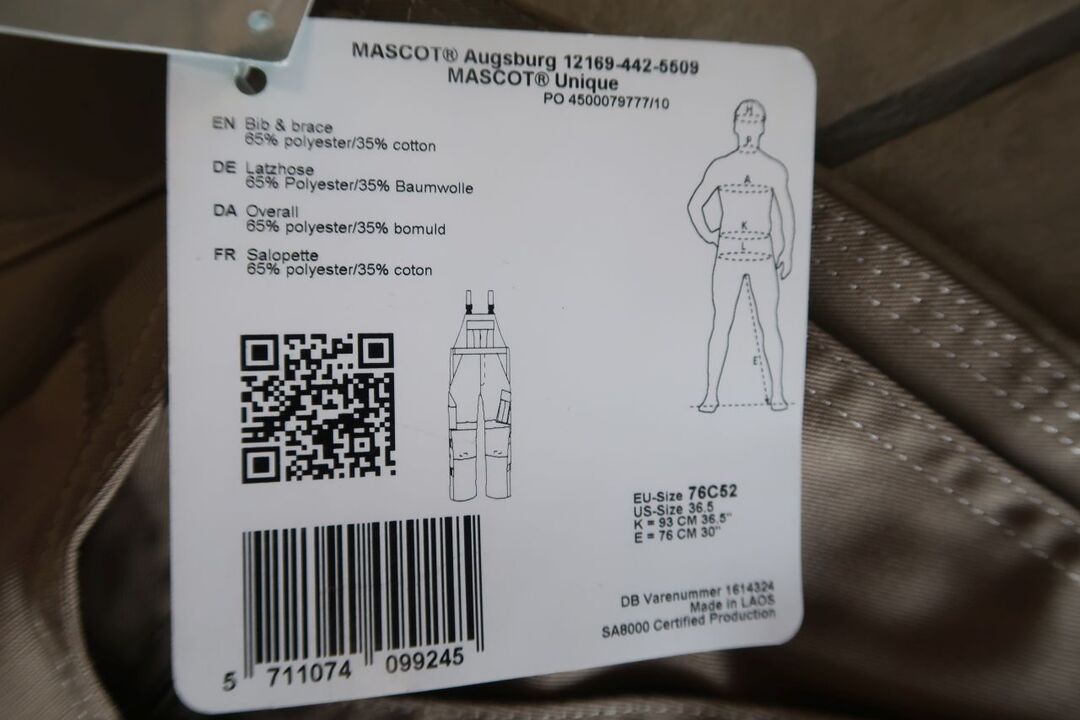 MASCOT® Augsburg 12169-442-5509
MASCOT® Unique
PO 4500079777/10
EN Bib & brace
65% polyester/35% cotton
DE Latzhose
65% Polyester/35% Baumwolle
DA Overall
65% polyester/35% bomuld
FR Salopette
65% polyester/35% coton
H
P
A
K
L
E
EU-Size 76C52
US-Size 36.5
K = 93 CM 36.5"
E = 76 CM 30"
DB Varenummer 1614324
Made in LAOS
SA8000 Certified Production
5 711074 099245